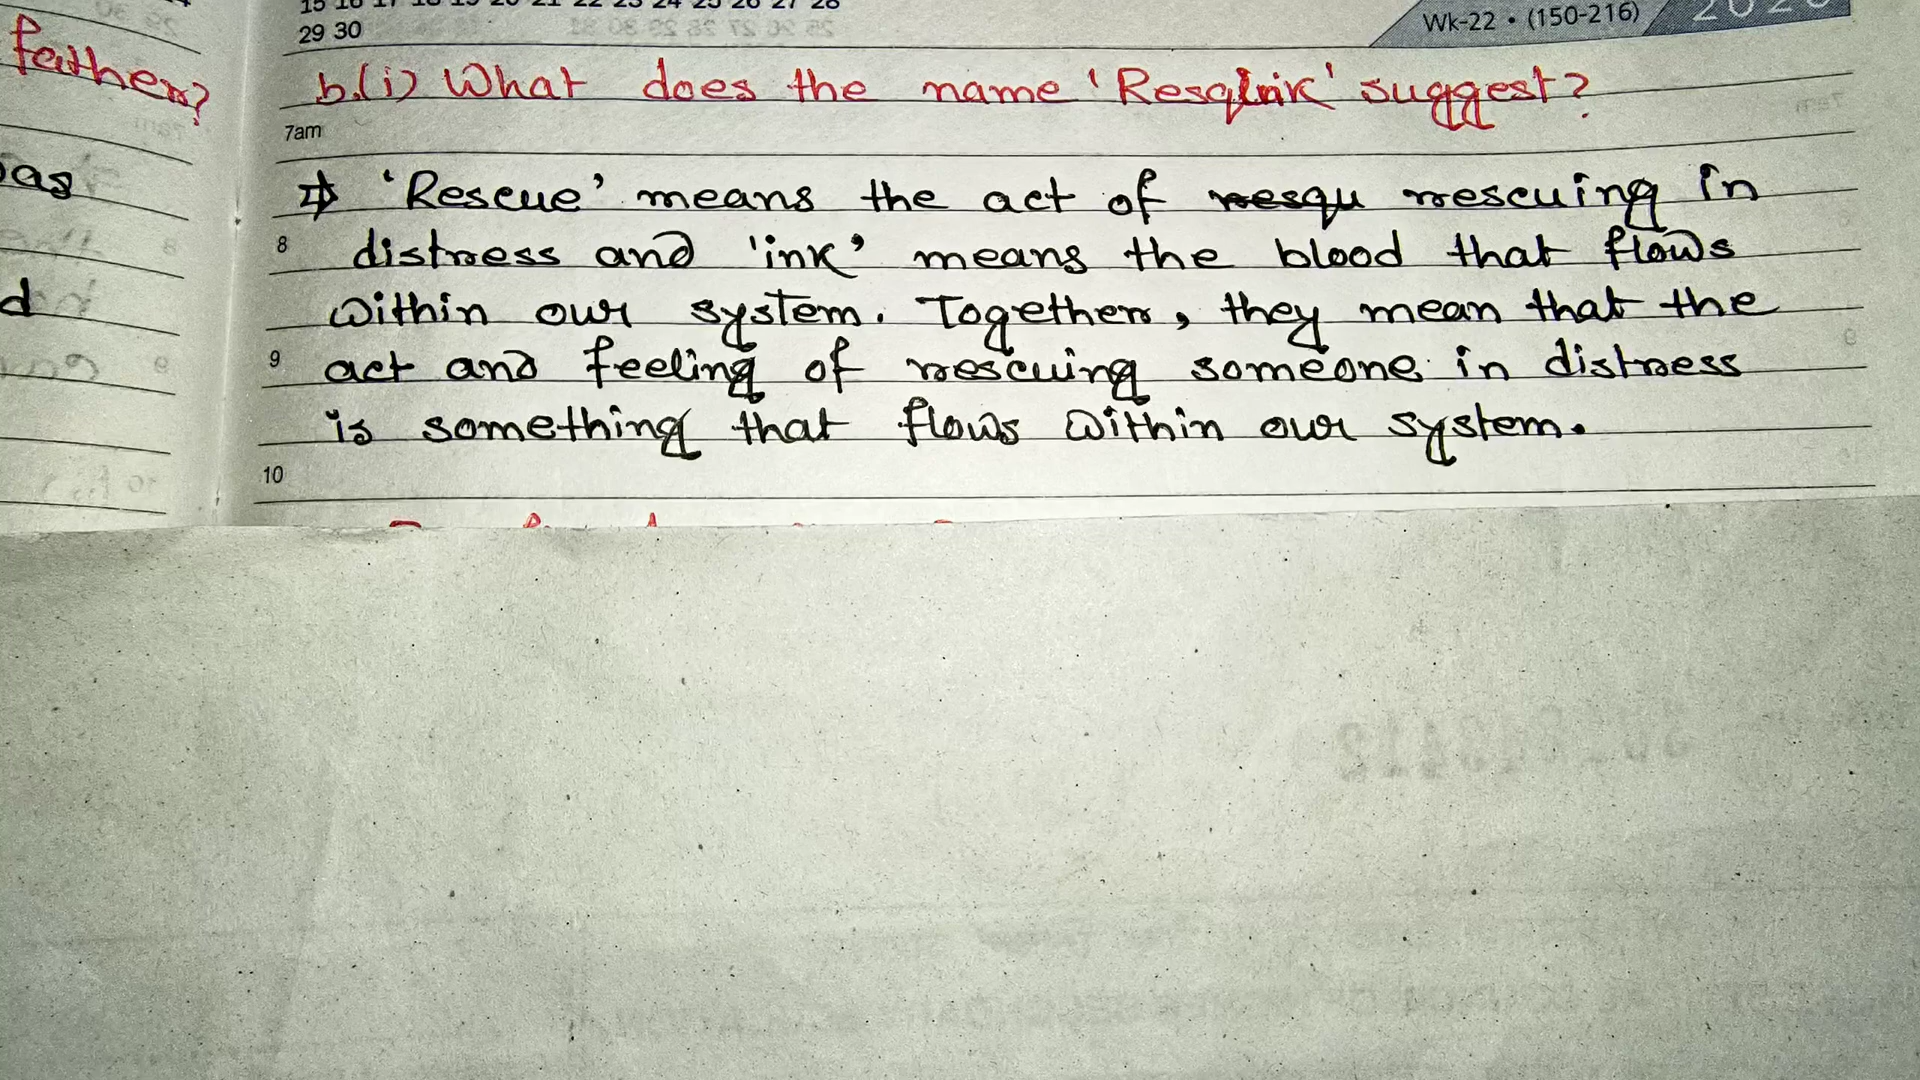 29 30
Wk-22 • (150-216)
father?
b.(i) What does the name 'Resqink' suggest?
7am
as
⇒ 'Rescue' means the act of resqu rescuing in
8 distress and 'ink' means the blood that flows
d
within our system. Together, they mean that the
9 act and feeling of rescuing someone in distress
is something that flows within our system.
10